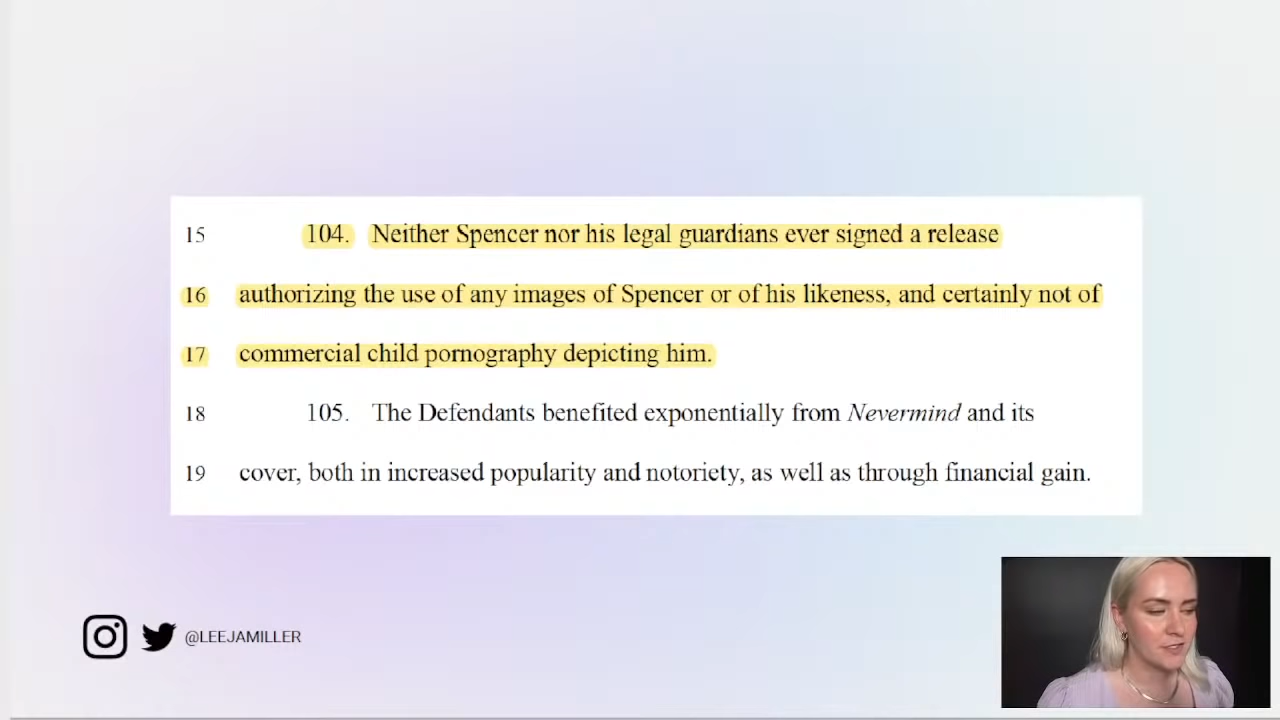 15 104. Neither Spencer nor his legal guardians ever signed a release
16 authorizing the use of any images of Spencer or of his likeness, and certainly not of
17 commercial child pornography depicting him.
18 105. The Defendants benefited exponentially from Nevermind and its
19 cover, both in increased popularity and notoriety, as well as through financial gain.
@LEEJAMILLER